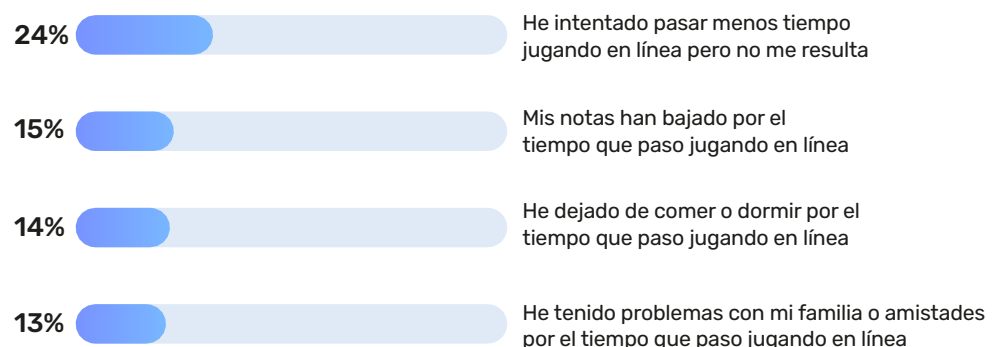 24%
He intentado pasar menos tiempo
jugando en línea pero no me resulta
15%
Mis notas han bajado por el
tiempo que paso jugando en línea
14%
He dejado de comer o dormir por el
tiempo que paso jugando en línea
13%
He tenido problemas con mi familia o amistades
por el tiempo que paso jugando en línea